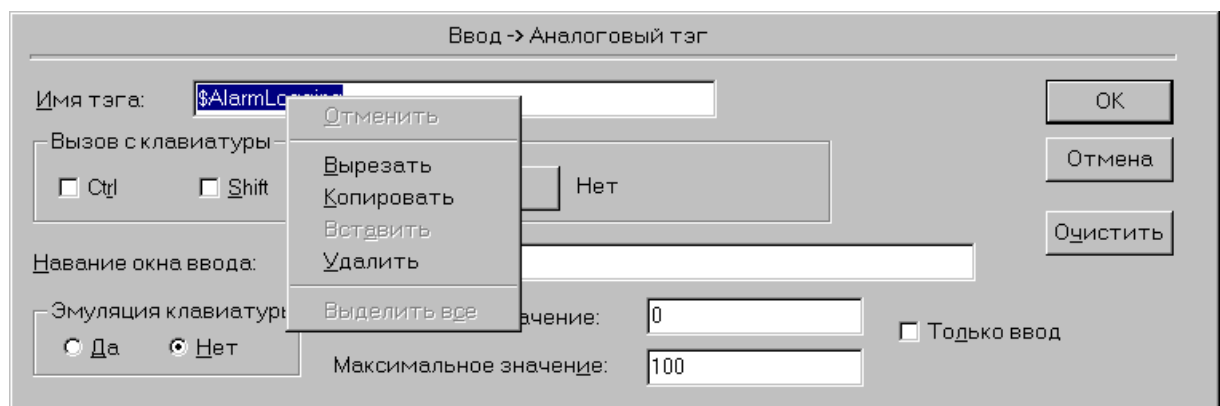 Ввод -> Аналоговый тэг
Имя тэга: $AlarmLogging
OK
Отменить
Вызов с клавиатуры
Вырезать
Отмена
Ctrl Shift Нет
Копировать
Вставить
Очистить
Навание окна ввода:
Удалить
Эмуляция клавиатуры
Выделить все
0
Только ввод
Да Нет
Максимальное значение: 100